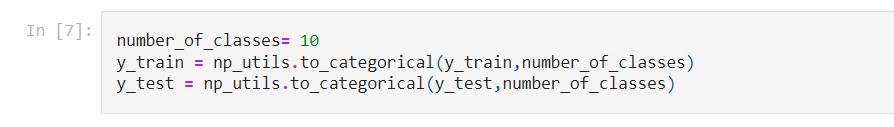 In [7]:
number_of_classes= 10
y_train = np_utils.to_categorical(y_train,number_of_classes)
y_test = np_utils.to_categorical(y_test,number_of_classes)